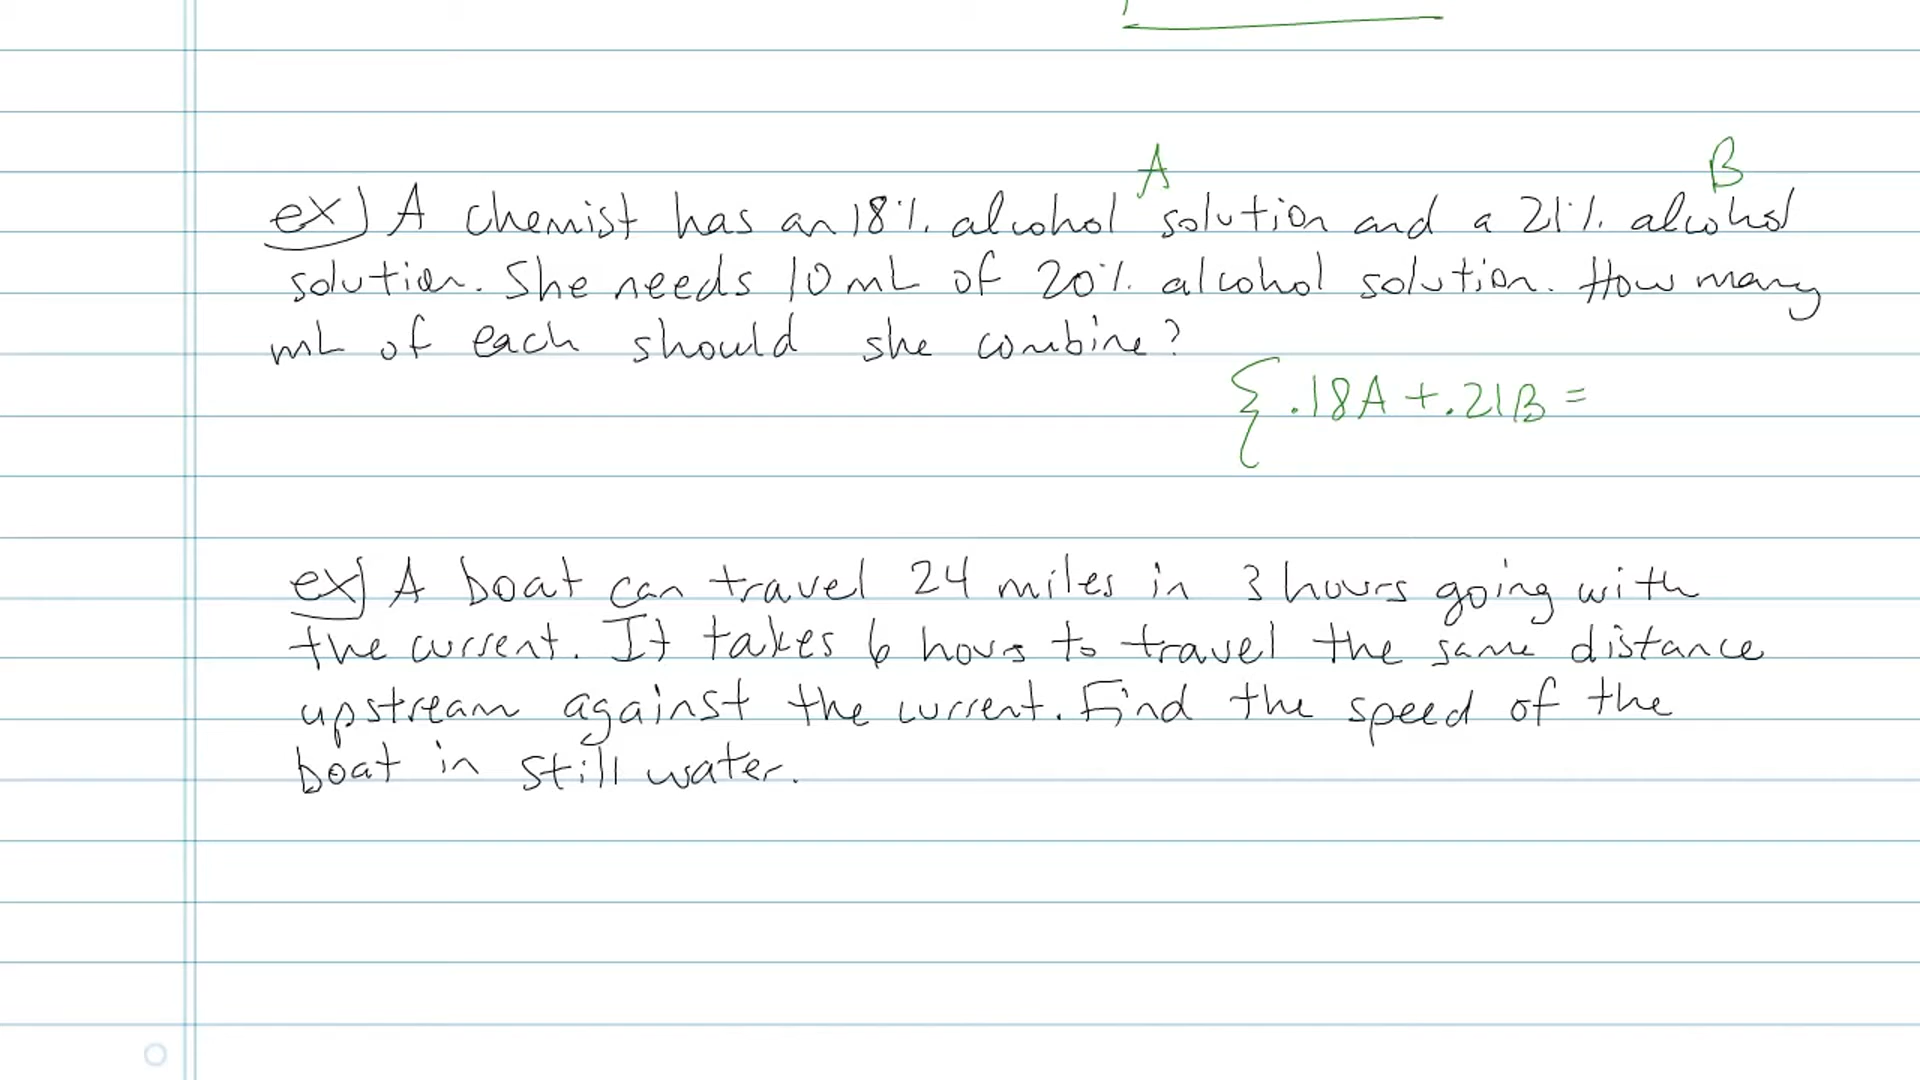 A B
ex) A chemist has an 18% alcohol solution and a 21% alcohol
solution. She needs 10 mL of 20% alcohol solution. How many
mL of each should she combine?
{ .18A + .21B =
ex) A boat can travel 24 miles in 3 hours going with
the current. It takes 6 hours to travel the same distance
upstream against the current. Find the speed of the
boat in still water.